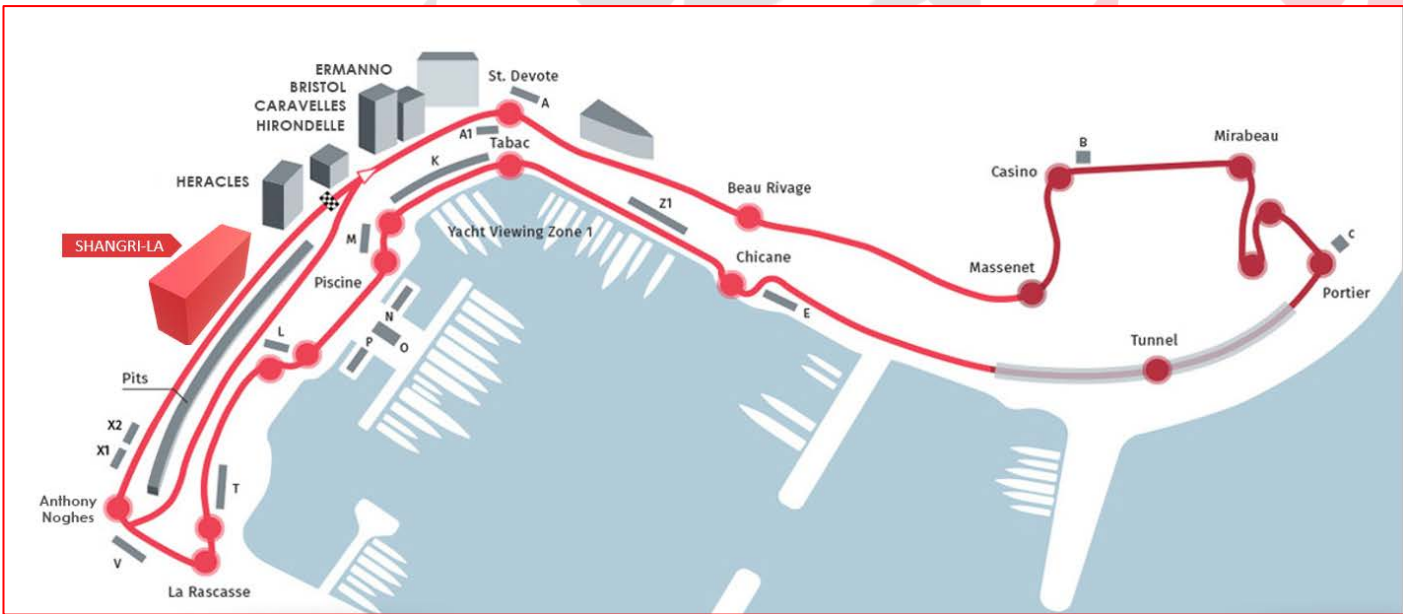 ERMANNO
BRISTOL
CARAVELLES
HIRONDELLE
St. Devote
A
A1
Tabac
K
HERACLES
SHANGRI-LA
M
Yacht Viewing Zone 1
Z1
Beau Rivage
Casino
B
Mirabeau
C
Portier
Massenet
Chicane
E
Tunnel
Piscine
N
O
P
L
Pits
X2
X1
T
Anthony
Noghes
V
La Rascasse